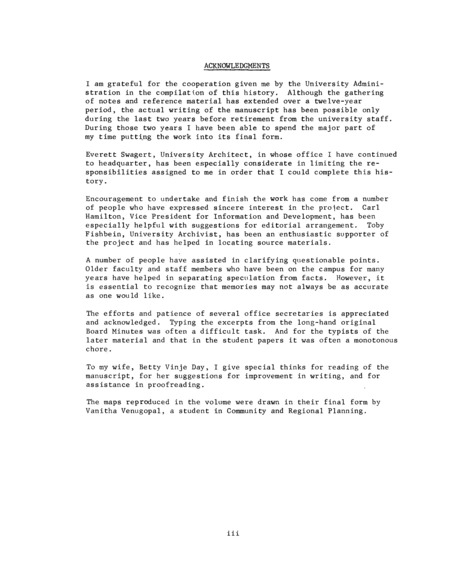 ACKNOWLEDGMENTS
I am grateful for the cooperation given me by the University Admini-
stration in the compilation of this history. Although the gathering
of notes and reference material has extended over a twelve-year
period, the actual writing of the manuscript has been possible only
during the last two years before retirement from the university staff.
During those two years I have been able to spend the major part of
my time putting the work into its final form.
Everett Swagert, University Architect, in whose office I have continued
to headquarter, has been especially considerate in limiting the re-
sponsibilities assigned to me in order that I could complete this his-
tory.
Encouragement to undertake and finish the work has come from a number
of people who have expressed sincere interest in the project. Carl
Hamilton, Vice President for Information and Development, has been
especially helpful with suggestions for editorial arrangement. Toby
Fishbein, University Archivist, has been an enthusiastic supporter of
the project and has helped in locating source materials.
A number of people have assisted in clarifying questionable points.
Older faculty and staff members who have been on the campus for many
years have helped in separating speculation from facts. However, it
is essential to recognize that memories may not always be as accurate
as one would like.
The efforts and patience of several office secretaries is appreciated
and acknowledged. Typing the excerpts from the long-hand original
Board Minutes was often a difficult task. And for the typists of the
later material and that in the student papers it was often a monotonous
chore.
To my wife, Betty Vinje Day, I give special thinks for reading of the
manuscript, for her suggestions for improvement in writing, and for
assistance in proofreading.
The maps reproduced in the volume were drawn in their final form by
Vanitha Venugopal, a student in Community and Regional Planning.
iii